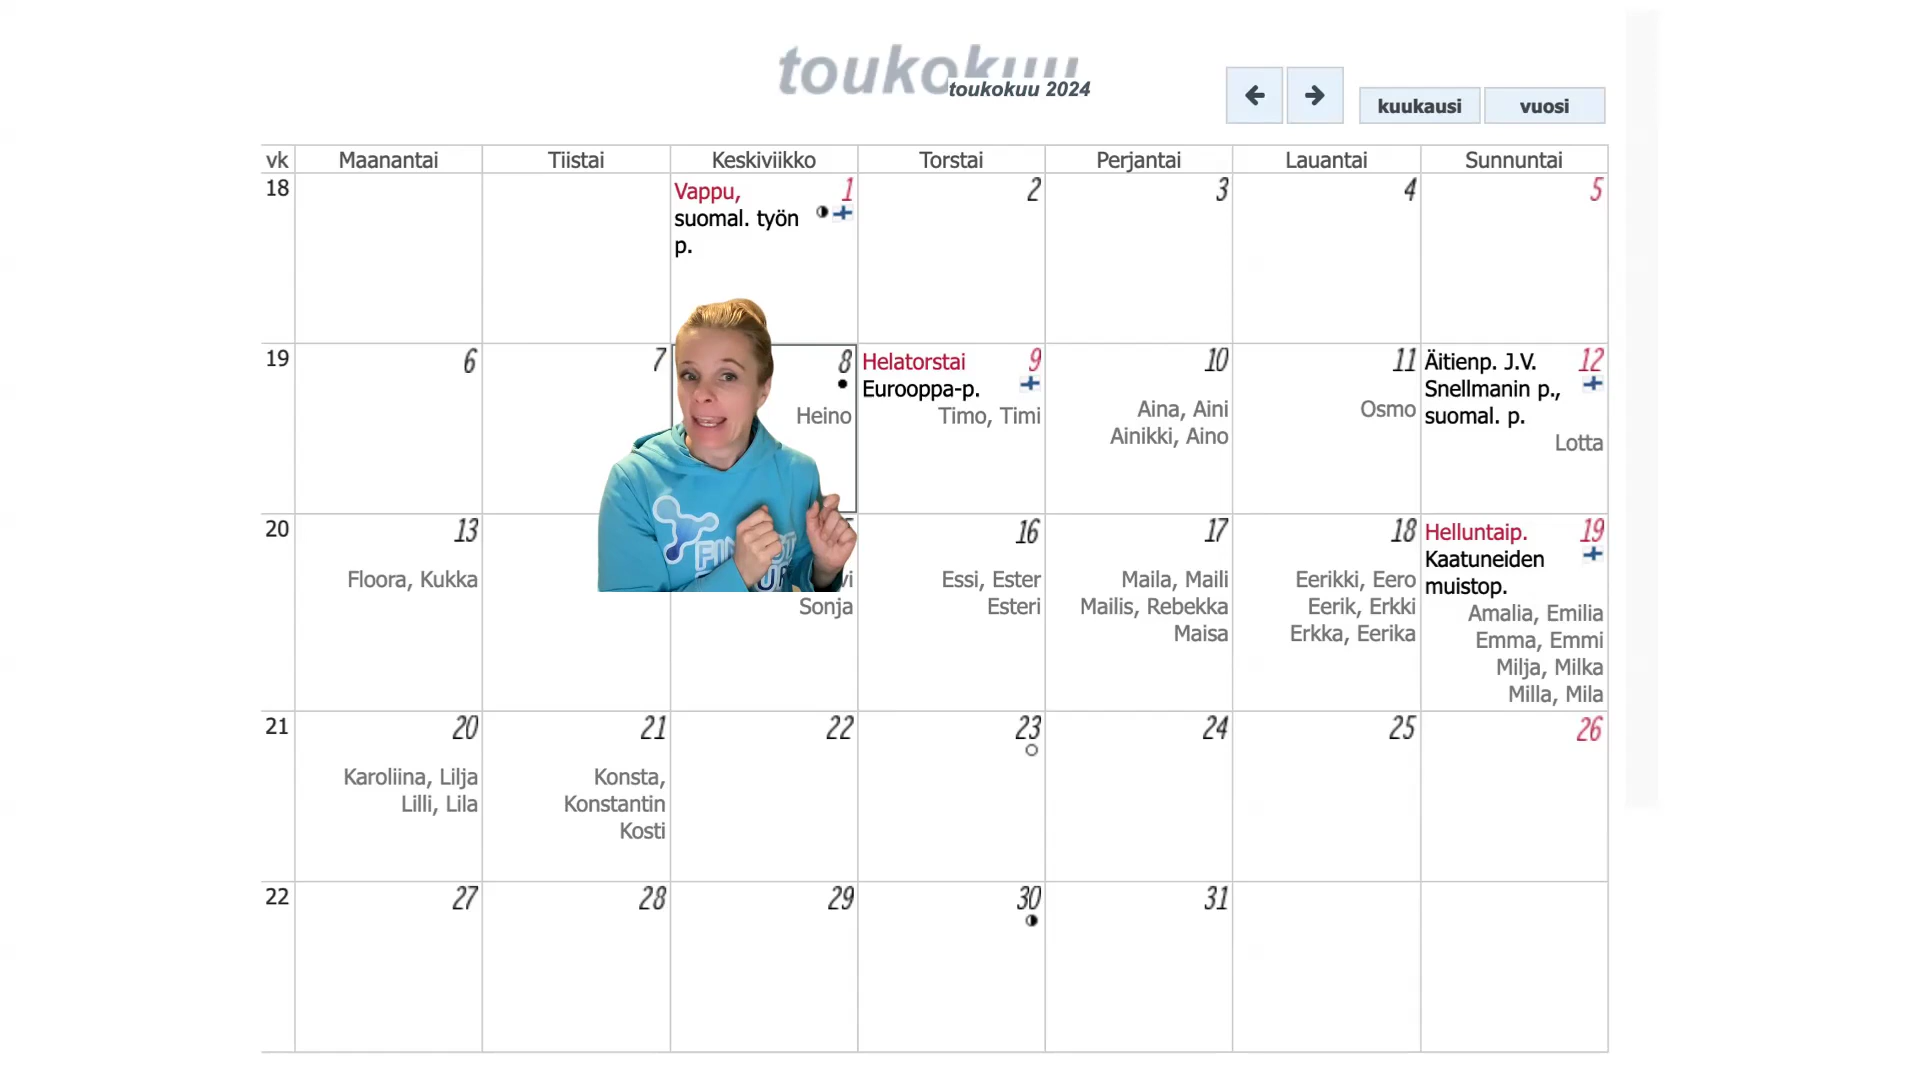 toukokuu
toukokuu 2024
kuukausi
vuosi
vk
Maanantai
Tiistai
Keskiviikko
Torstai
Perjantai
Lauantai
Sunnuntai
18
Vappu,
1
suomal. työn
p.
2
3
4
5
19
6
7
8
Heino
Helatorstai
9
Eurooppa-p.
Timo, Timi
10
Aina, Aini
Ainikki, Aino
11
Osmo
Äitienp. J.V.
12
Snellmanin p.,
suomal. p.
Lotta
20
13
Floora, Kukka
Sonja
16
Essi, Ester
Esteri
17
Maila, Maili
Mailis, Rebekka
Maisa
18
Eerikki, Eero
Eerik, Erkki
Erkka, Eerika
Helluntaip.
19
Kaatuneiden
muistop.
Amalia, Emilia
Emma, Emmi
Milja, Milka
Milla, Mila
21
20
Karoliina, Lilja
Lilli, Lila
21
Konsta,
Konstantin
Kosti
22
23
24
25
26
22
27
28
29
30
31